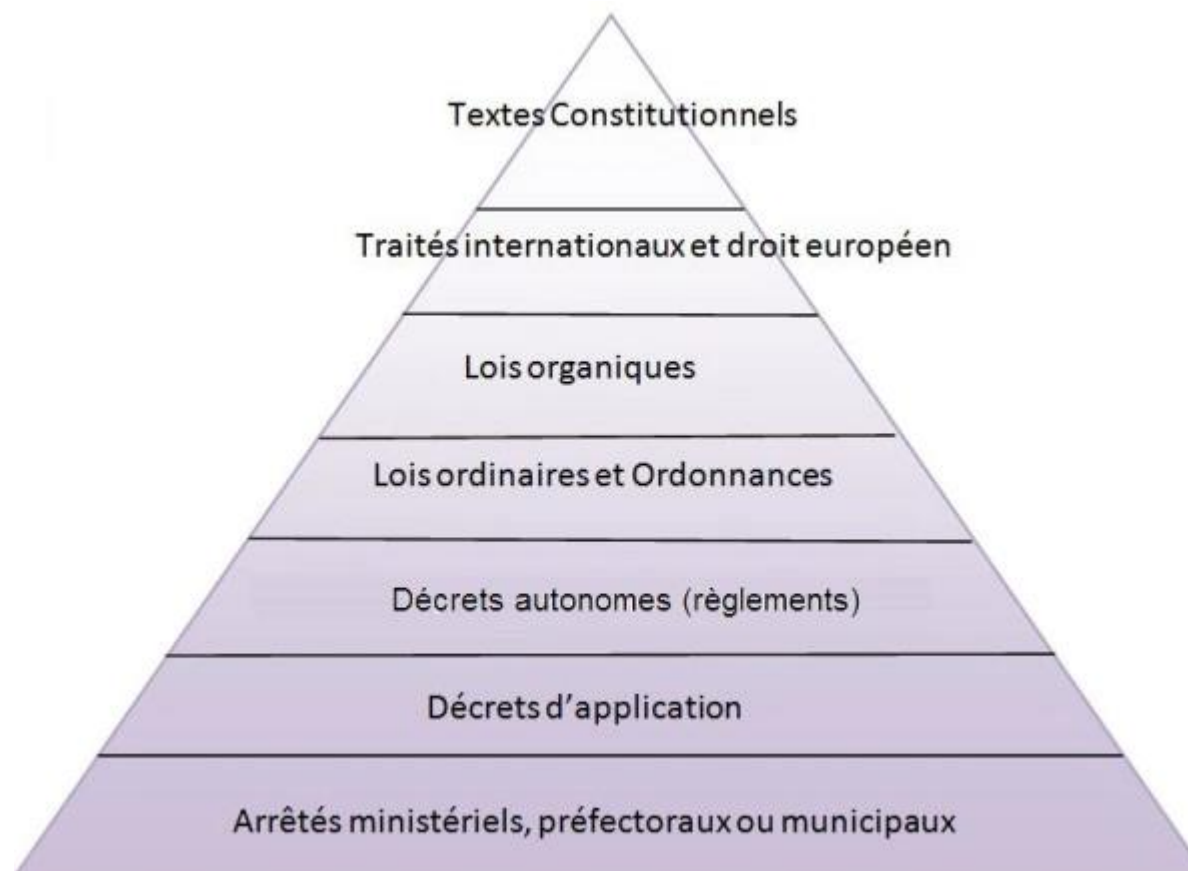 Textes Constitutionnels
Traités internationaux et droit européen
Lois organiques
Lois ordinaires et Ordonnances
Décrets autonomes (règlements)
Décrets d’application
Arrêtés ministériels, préfectoraux ou municipaux